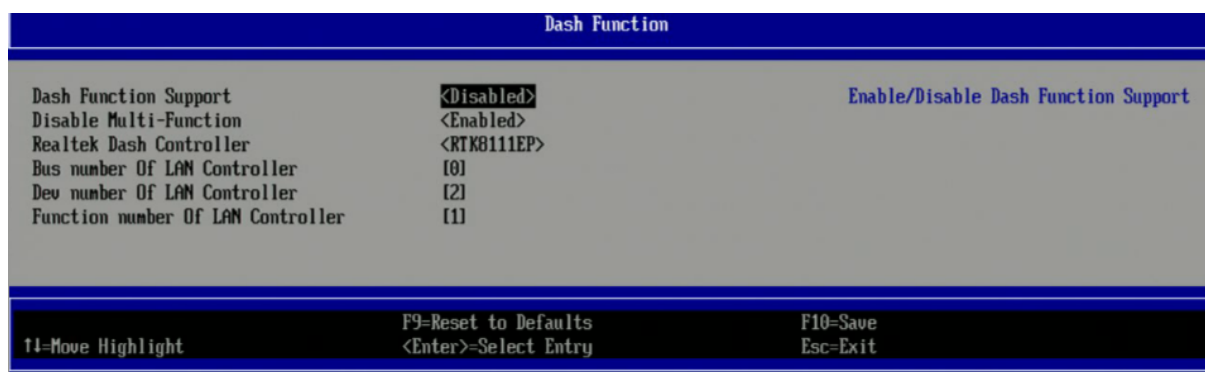 Dash Function
Dash Function Support <Disabled> Enable/Disable Dash Function Support
Disable Multi-Function <Enabled>
Realtek Dash Controller <RTK8111EP>
Bus number Of LAN Controller [0]
Dev number Of LAN Controller [2]
Function number Of LAN Controller [1]
F9=Reset to Defaults F10=Save
↑↓=Move Highlight <Enter>=Select Entry Esc=Exit